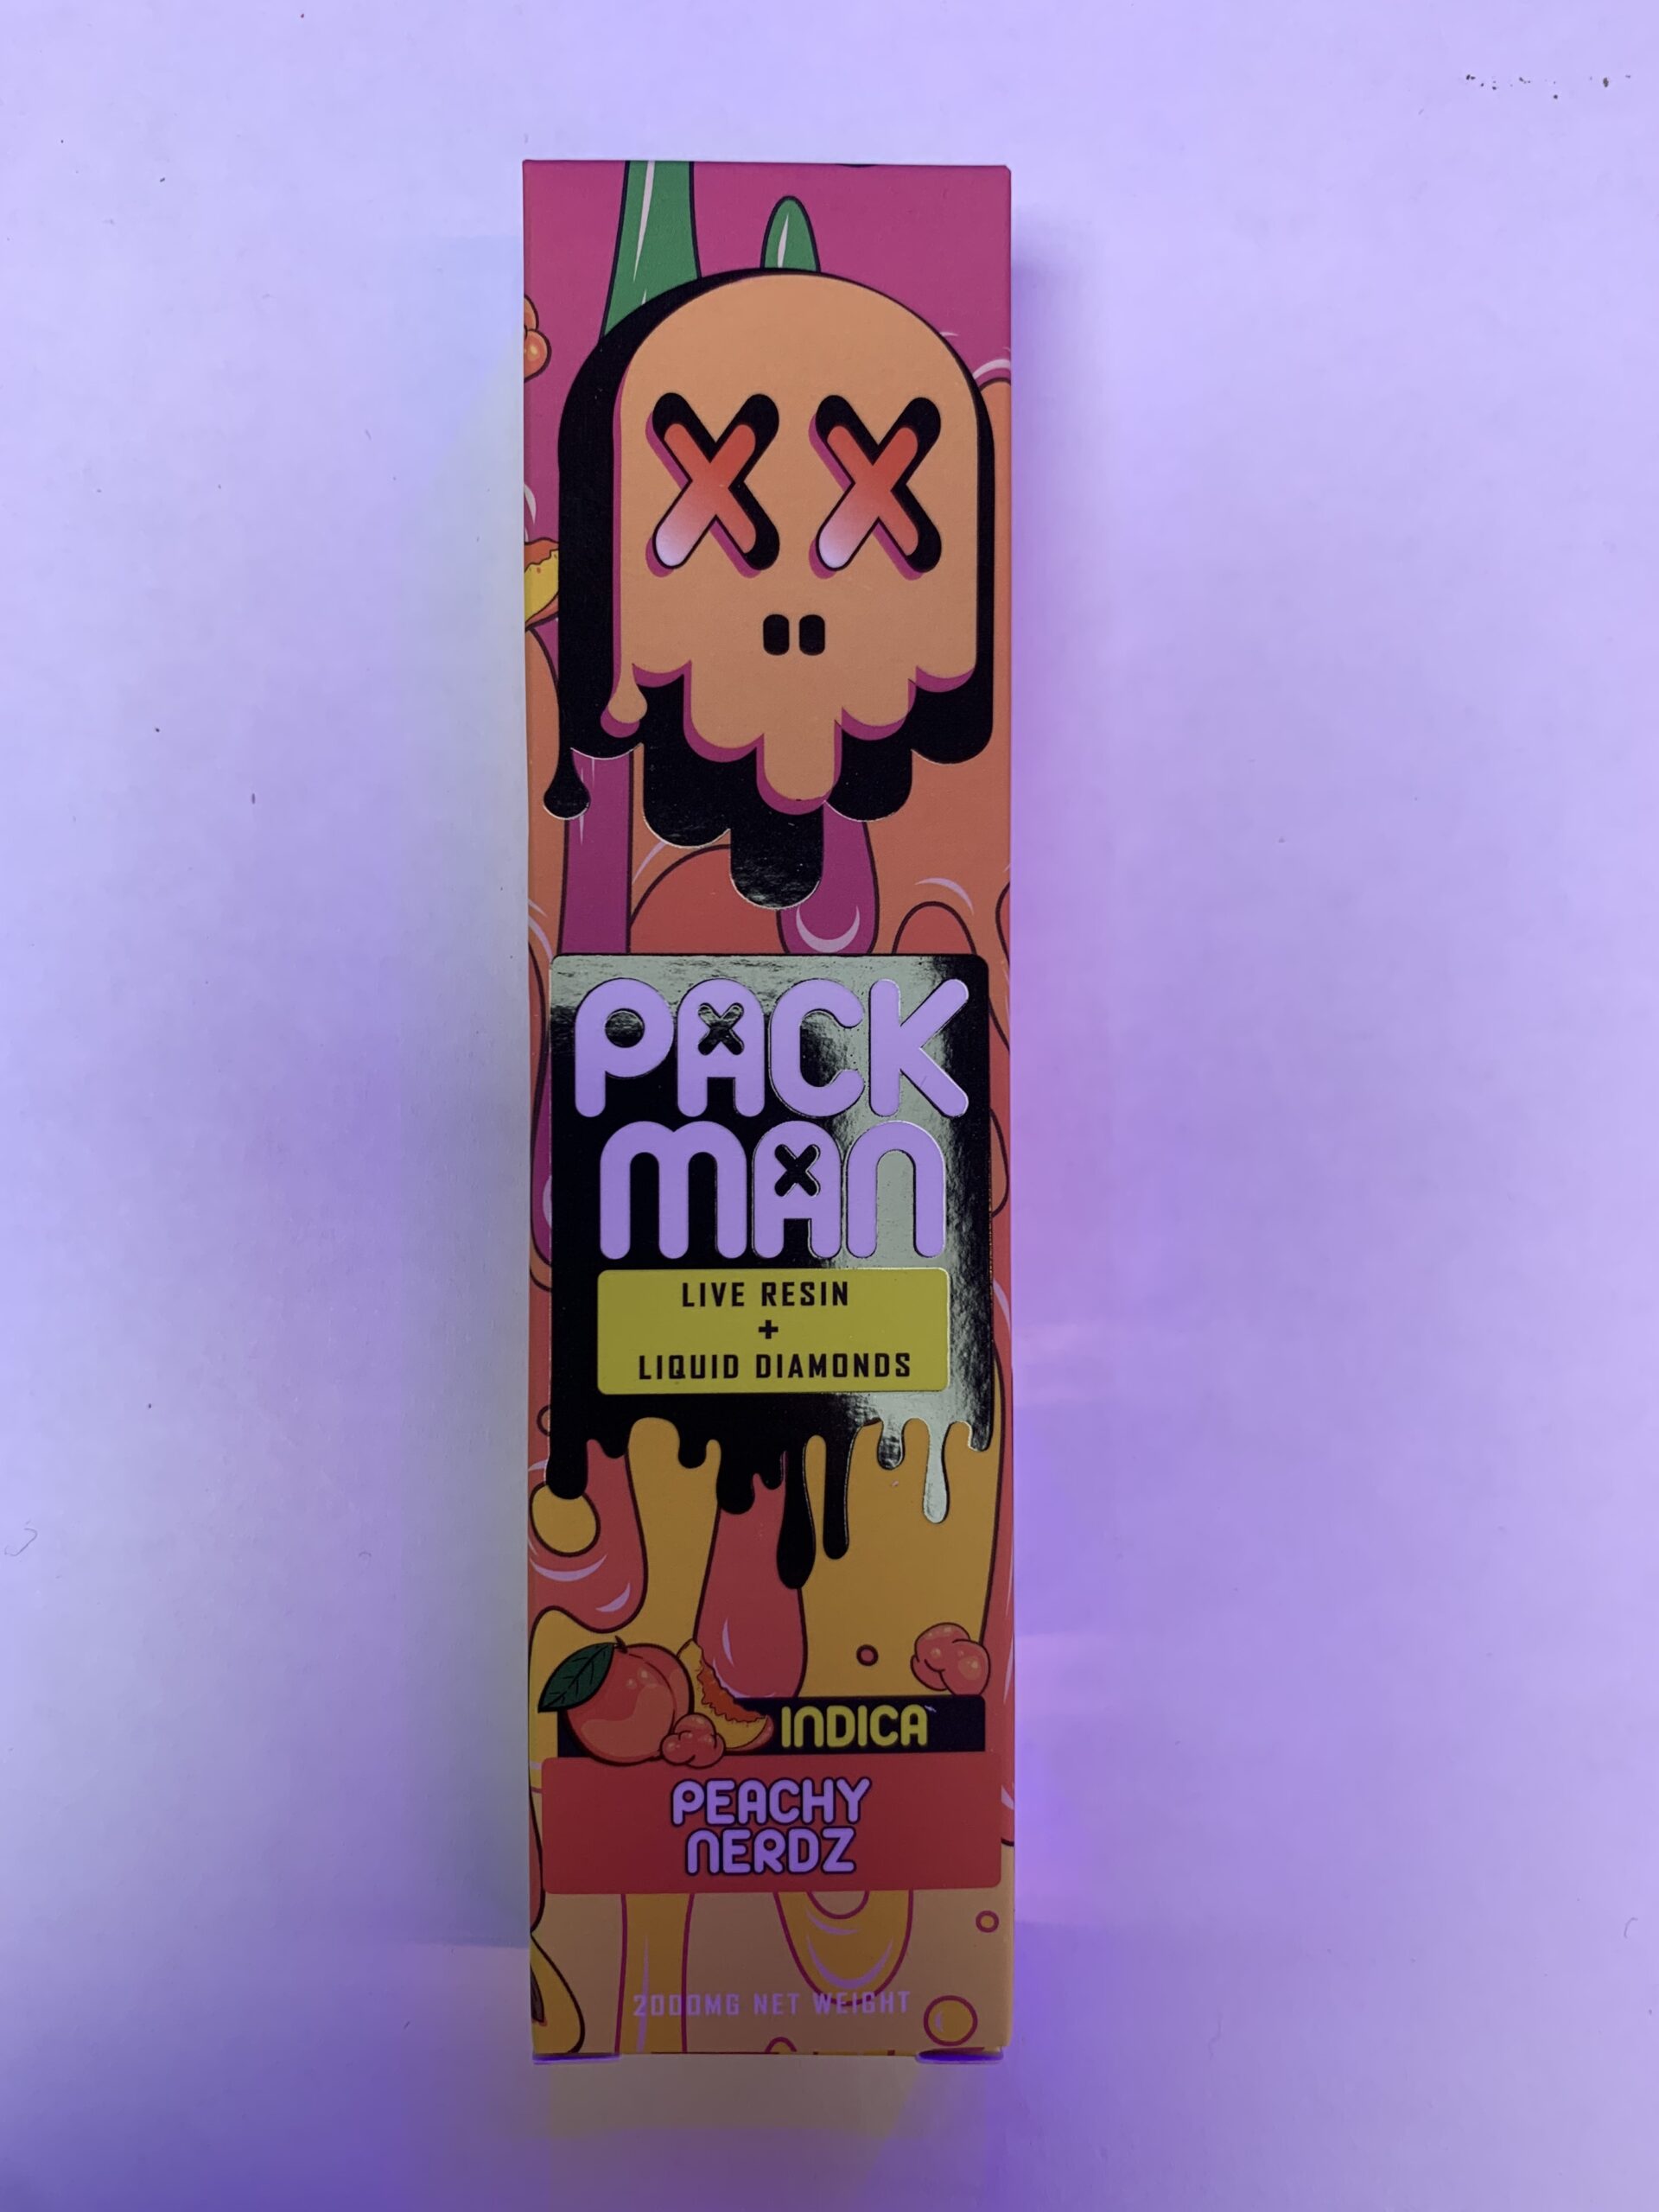 PACK
MAN
LIVE RESIN
+
LIQUID DIAMONDS
INDICA
PEACHY
NERDZ
2000MG NET WEIGHT